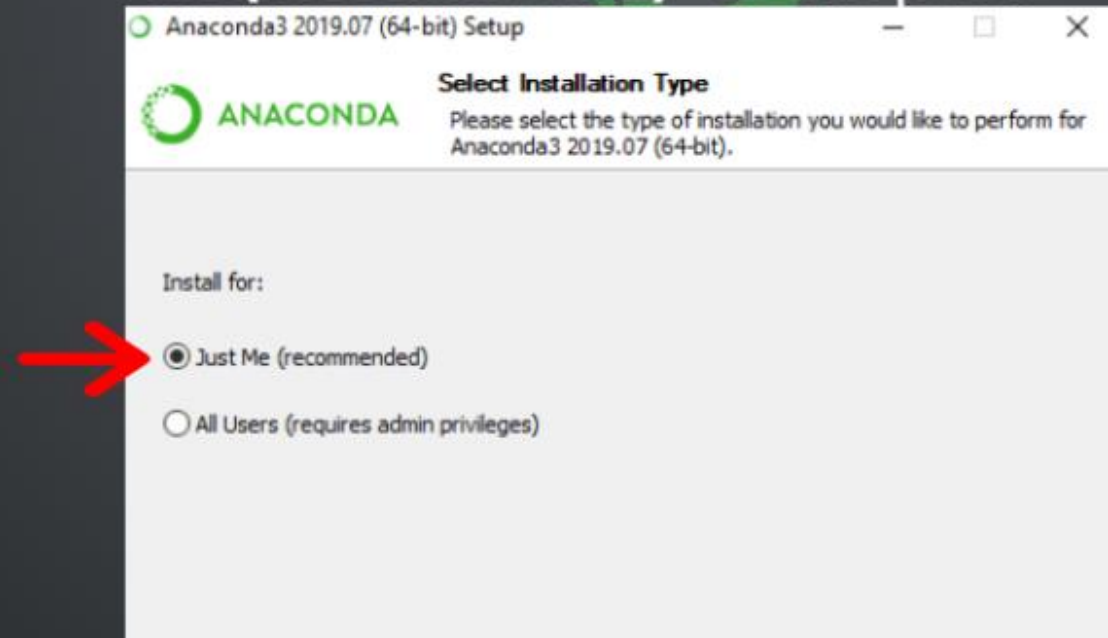 Anaconda3 2019.07 (64-bit) Setup
ANACONDA
Select Installation Type
Please select the type of installation you would like to perform for
Anaconda3 2019.07 (64-bit).
Install for:
Just Me (recommended)
All Users (requires admin privileges)